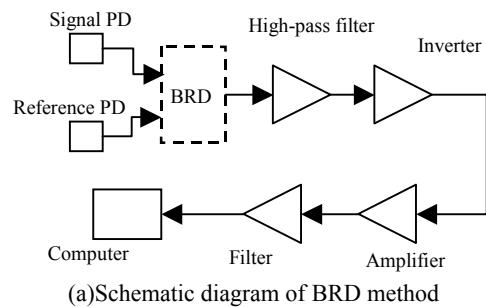 Signal PD
High-pass filter
Inverter
BRD
Reference PD
Computer
Filter
Amplifier
(a)Schematic diagram of BRD method